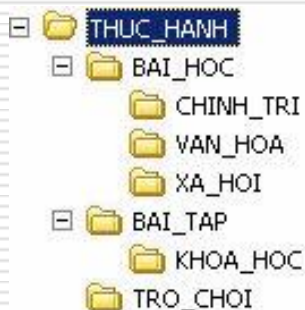 THUC_HANH
BAI_HOC
CHINH_TRI
VAN_HOA
XA_HOI
BAI_TAP
KHOA_HOC
TRO_CHOI